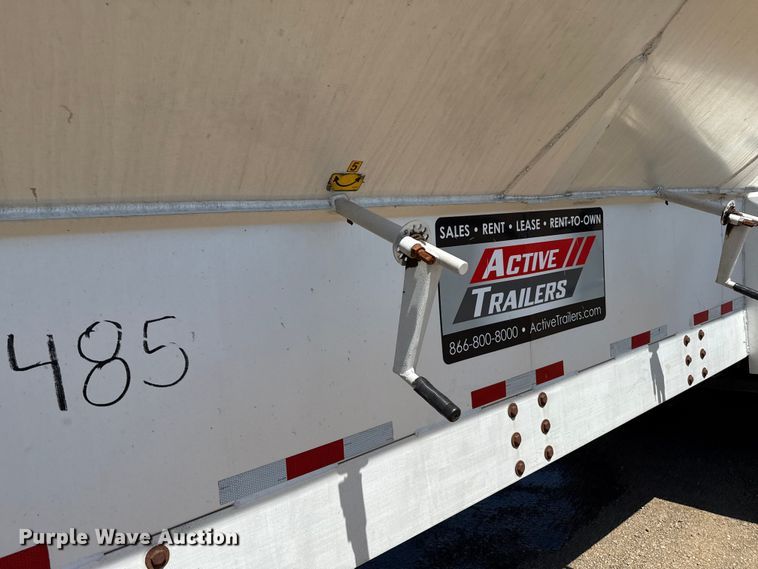 5
SALES • RENT • LEASE • RENT-TO-OWN
ACTIVE
TRAILERS
866-800-8000 • ActiveTrailers.com
485
Purple Wave Auction